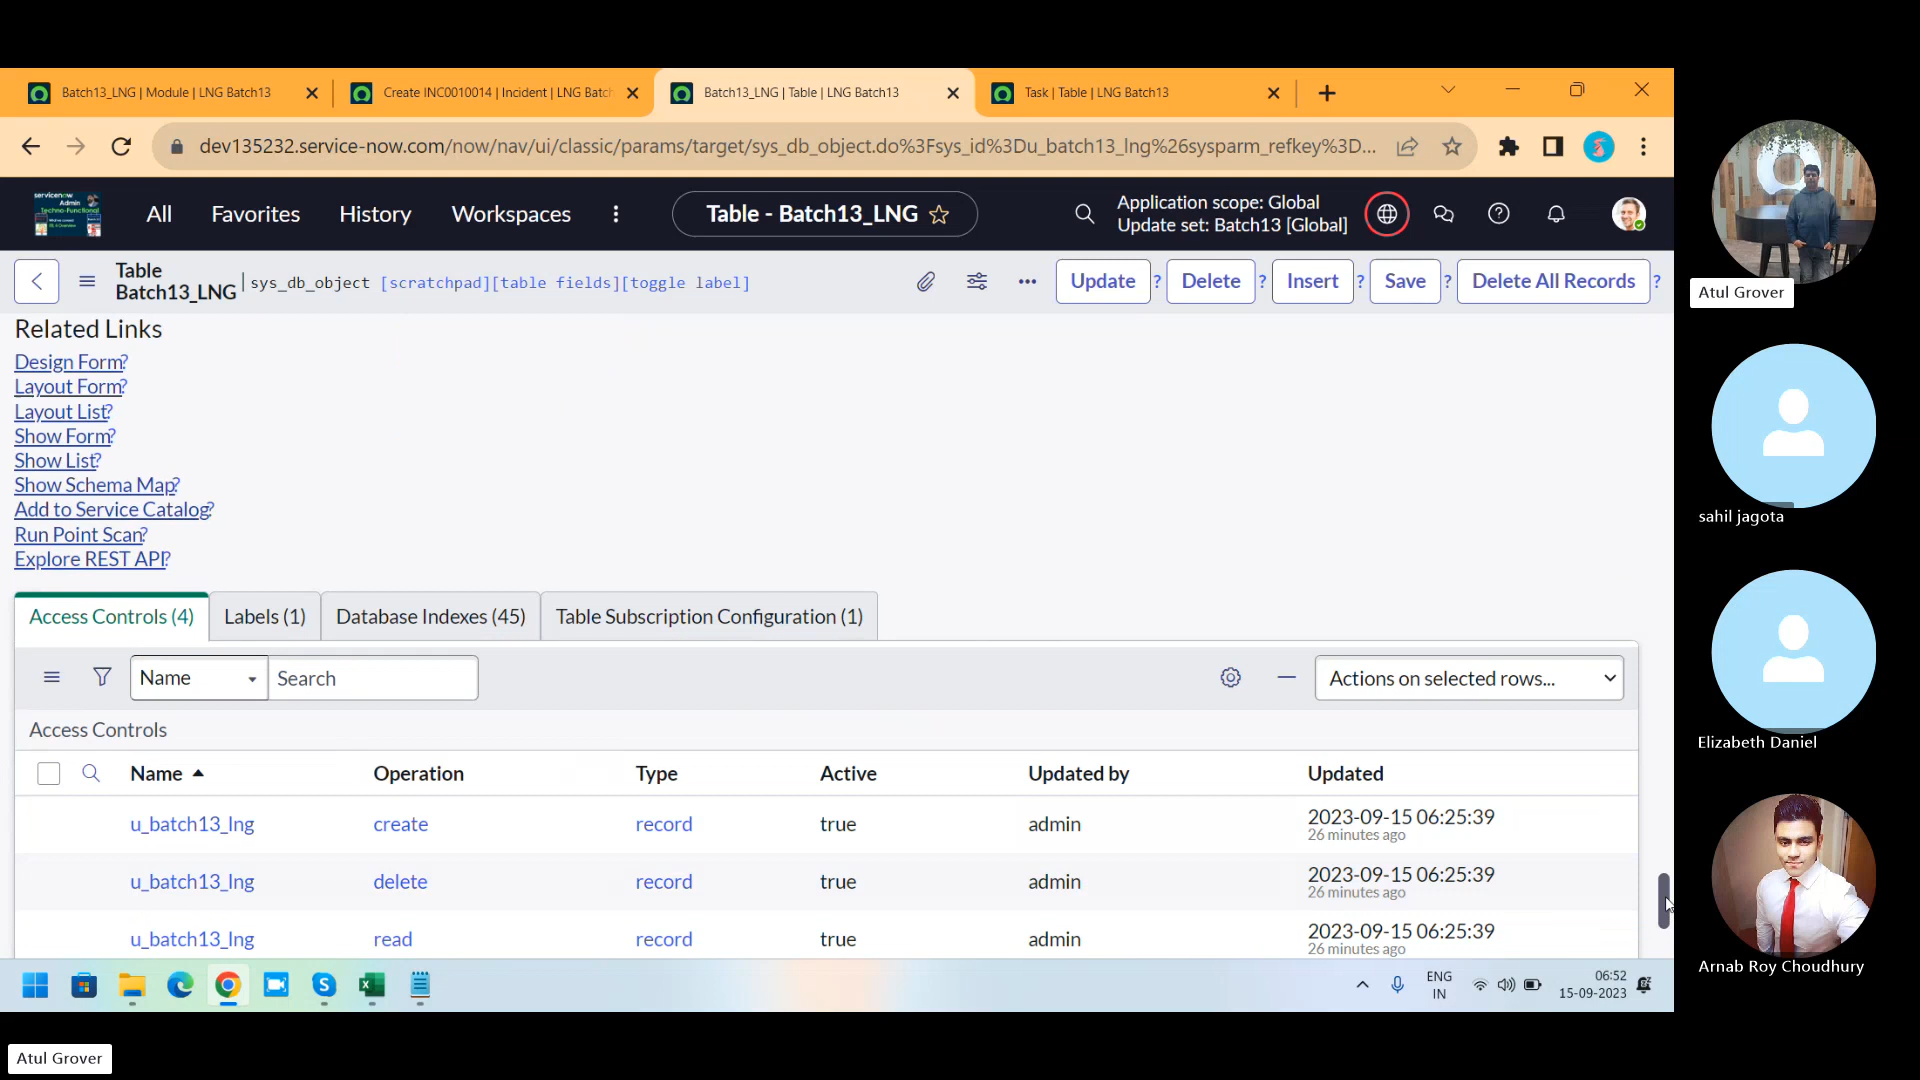 Batch13_LNG | Module | LNG Batch13
Create INC0010014 | Incident | LNG Batch
Batch13_LNG | Table | LNG Batch13
Task | Table | LNG Batch13
dev135232.service-now.com/now/nav/ui/classic/params/target/sys_db_object.do%3Fsys_id%3Du_batch13_lng%26sysparm_refkey%3D...
servicenow
Admin
Techno-Functional
All
Favorites
History
Workspaces
Table - Batch13_LNG
Application scope: Global
Update set: Batch13 [Global]
Table
Batch13_LNG
sys_db_object [scratchpad][table fields][toggle label]
Update ?
Delete ?
Insert ?
Save ?
Delete All Records ?
Related Links
Design Form?
Layout Form?
Layout List?
Show Form?
Show List?
Show Schema Map?
Add to Service Catalog?
Run Point Scan?
Explore REST API?
Access Controls (4)
Labels (1)
Database Indexes (45)
Table Subscription Configuration (1)
Name
Search
Actions on selected rows...
Access Controls
Name Operation Type Active Updated by Updated
u_batch13_lng create record true admin 2023-09-15 06:25:39
26 minutes ago
u_batch13_lng delete record true admin 2023-09-15 06:25:39
26 minutes ago
u_batch13_lng read record true admin 2023-09-15 06:25:39
26 minutes ago
ENG
IN
06:52
15-09-2023
Atul Grover
sahil jagota
Elizabeth Daniel
Arnab Roy Choudhury
Atul Grover